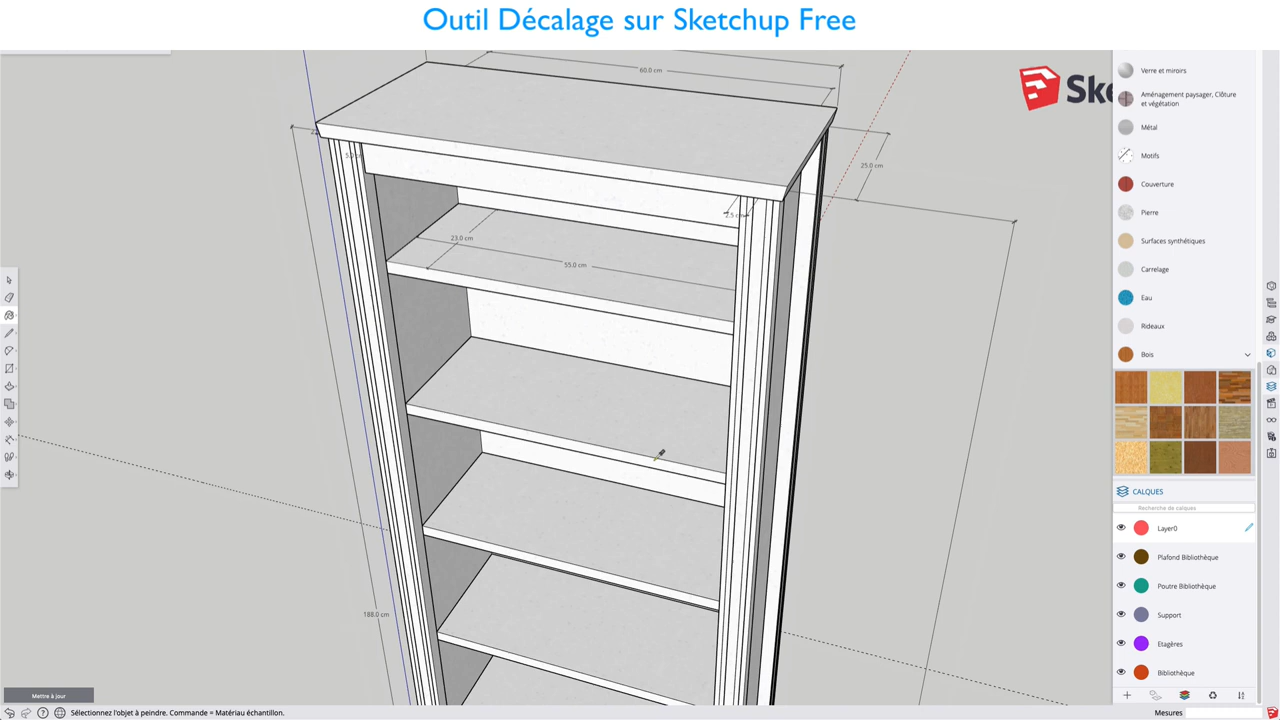 Outil Décalage sur Sketchup Free
60.0 cm
25.0 cm
2.5 cm
23.0 cm
55.0 cm
188.0 cm
Ske
Verre et miroirs
Aménagement paysager, Clôture
et végétation
Métal
Motifs
Couverture
Pierre
Surfaces synthétiques
Carrelage
Eau
Rideaux
Bois
CALQUES
Recherche de calques
Layer0
Plafond Bibliothèque
Poutre Bibliothèque
Support
Etagères
Bibliothèque
Mettre à jour
Sélectionnez l'objet à peindre. Commande = Matériau échantillon.
Mesures